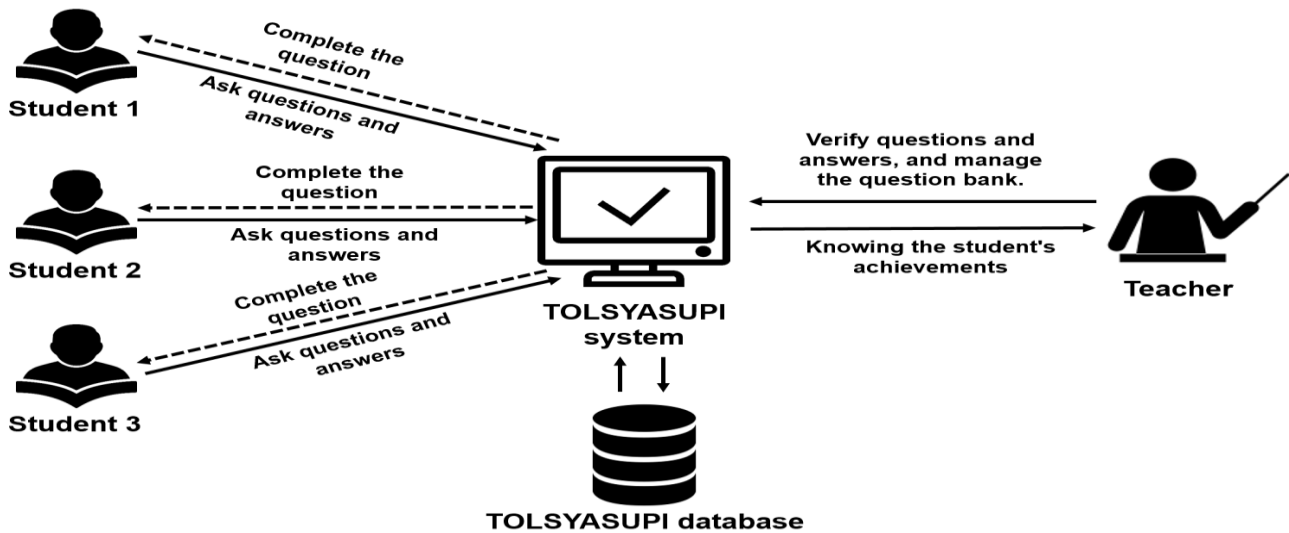 Complete the
question
Ask questions and
answers
Student 1
Complete the
question
Ask questions and
answers
Student 2
Complete the
question
Ask questions and
answers
Student 3
TOLSYASUPI
system
TOLSYASUPI database
Verify questions and
answers, and manage
the question bank.
Knowing the student's
achievements
Teacher